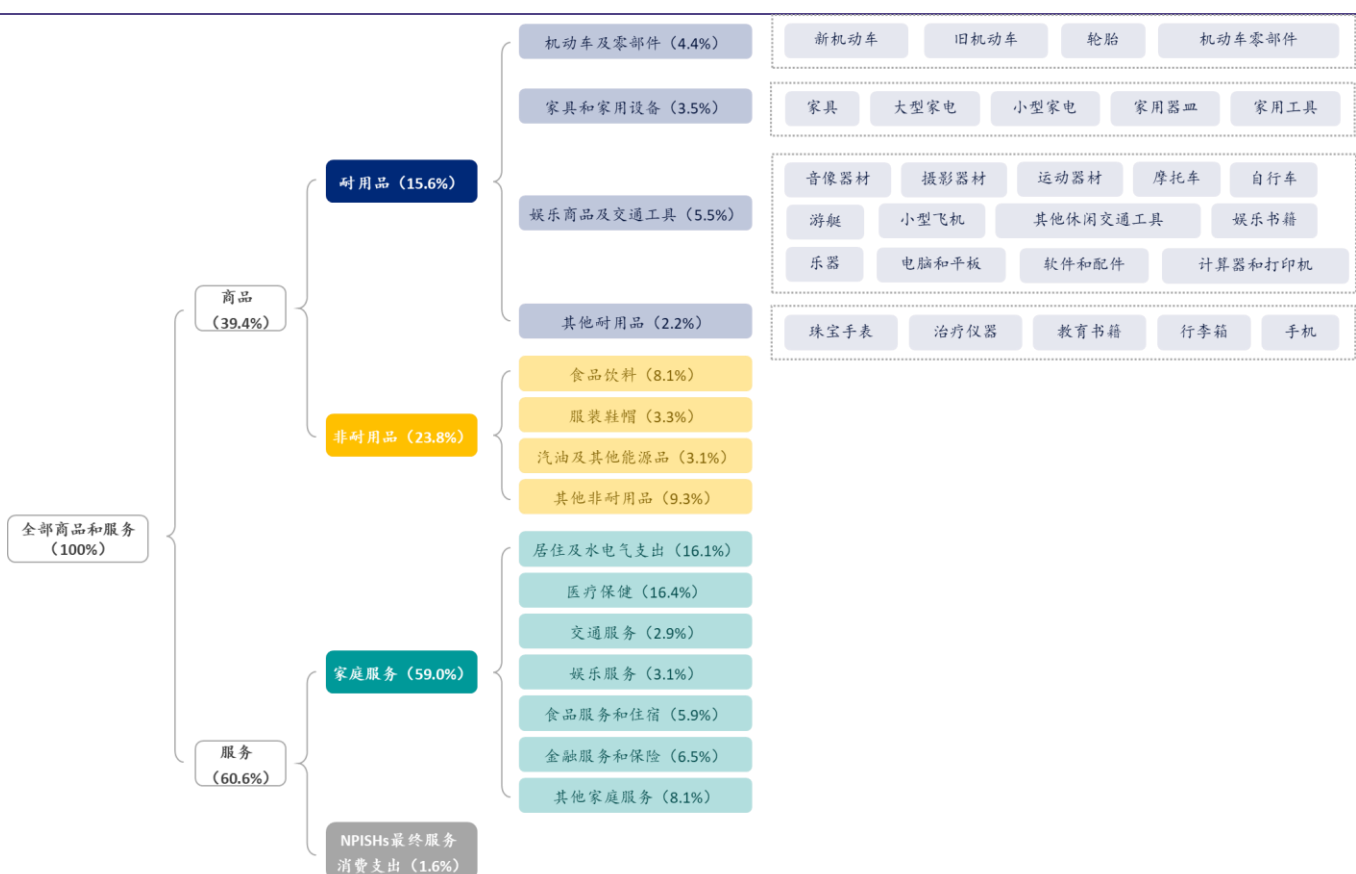 机动车及零部件（4.4%）
新机动车
旧机动车
轮胎
机动车零部件
家具和家用设备（3.5%）
家具
大型家电
小型家电
家用器皿
家用工具
耐用品（15.6%）
娱乐商品及交通工具（5.5%）
音像器材
摄影器材
运动器材
摩托车
自行车
游艇
小型飞机
其他休闲交通工具
娱乐书籍
乐器
电脑和平板
软件和配件
计算器和打印机
商品
（39.4%）
其他耐用品（2.2%）
珠宝手表
治疗仪器
教育书籍
行李箱
手机
食品饮料（8.1%）
服装鞋帽（3.3%）
非耐用品（23.8%）
汽油及其他能源品（3.1%）
其他非耐用品（9.3%）
全部商品和服务
（100%）
居住及水电气支出（16.1%）
医疗保健（16.4%）
交通服务（2.9%）
家庭服务（59.0%）
娱乐服务（3.1%）
食品服务和住宿（5.9%）
服务
（60.6%）
金融服务和保险（6.5%）
其他家庭服务（8.1%）
NPISHs最终服务
消费支出（1.6%）